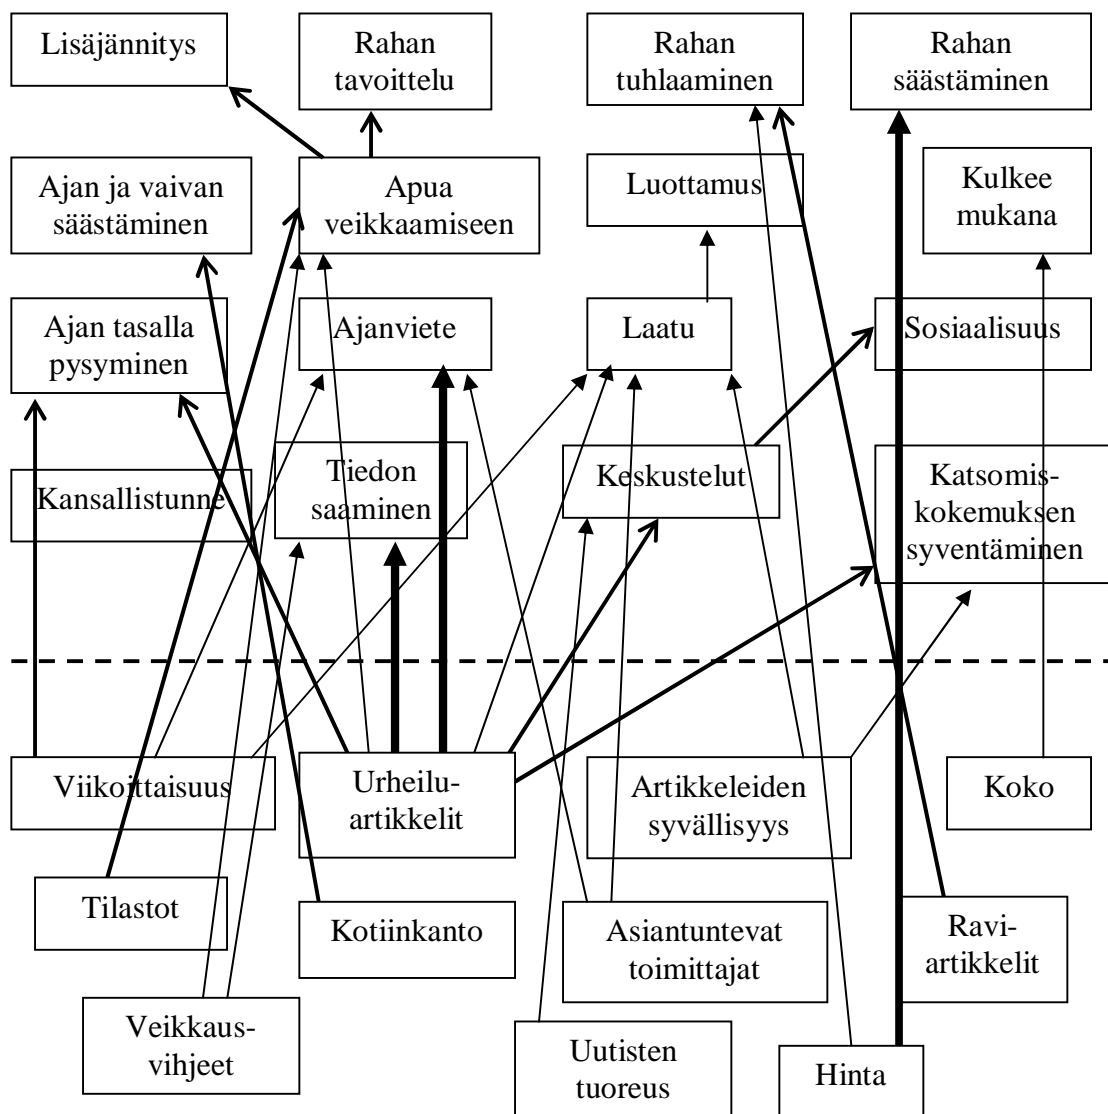 Lisäjännitys
Rahan
tavoittelu
Rahan
tuhlaaminen
Rahan
säästäminen
Ajan ja vaivan
säästäminen
Apua
veikkaamiseen
Luottamus
Kulkee
mukana
Ajan tasalla
pysyminen
Ajanviete
Laatu
Sosiaalisuus
Kansallistunne
Tiedon
saaminen
Keskustelut
Katsomis-
kokemuksen
syventäminen
Viikoittaisuus
Urheilu-
artikkelit
Artikkeleiden
syvällisyys
Koko
Tilastot
Kotiinkanto
Asiantuntevat
toimittajat
Ravi-
artikkelit
Veikkaus-
vihjeet
Uutisten
tuoreus
Hinta